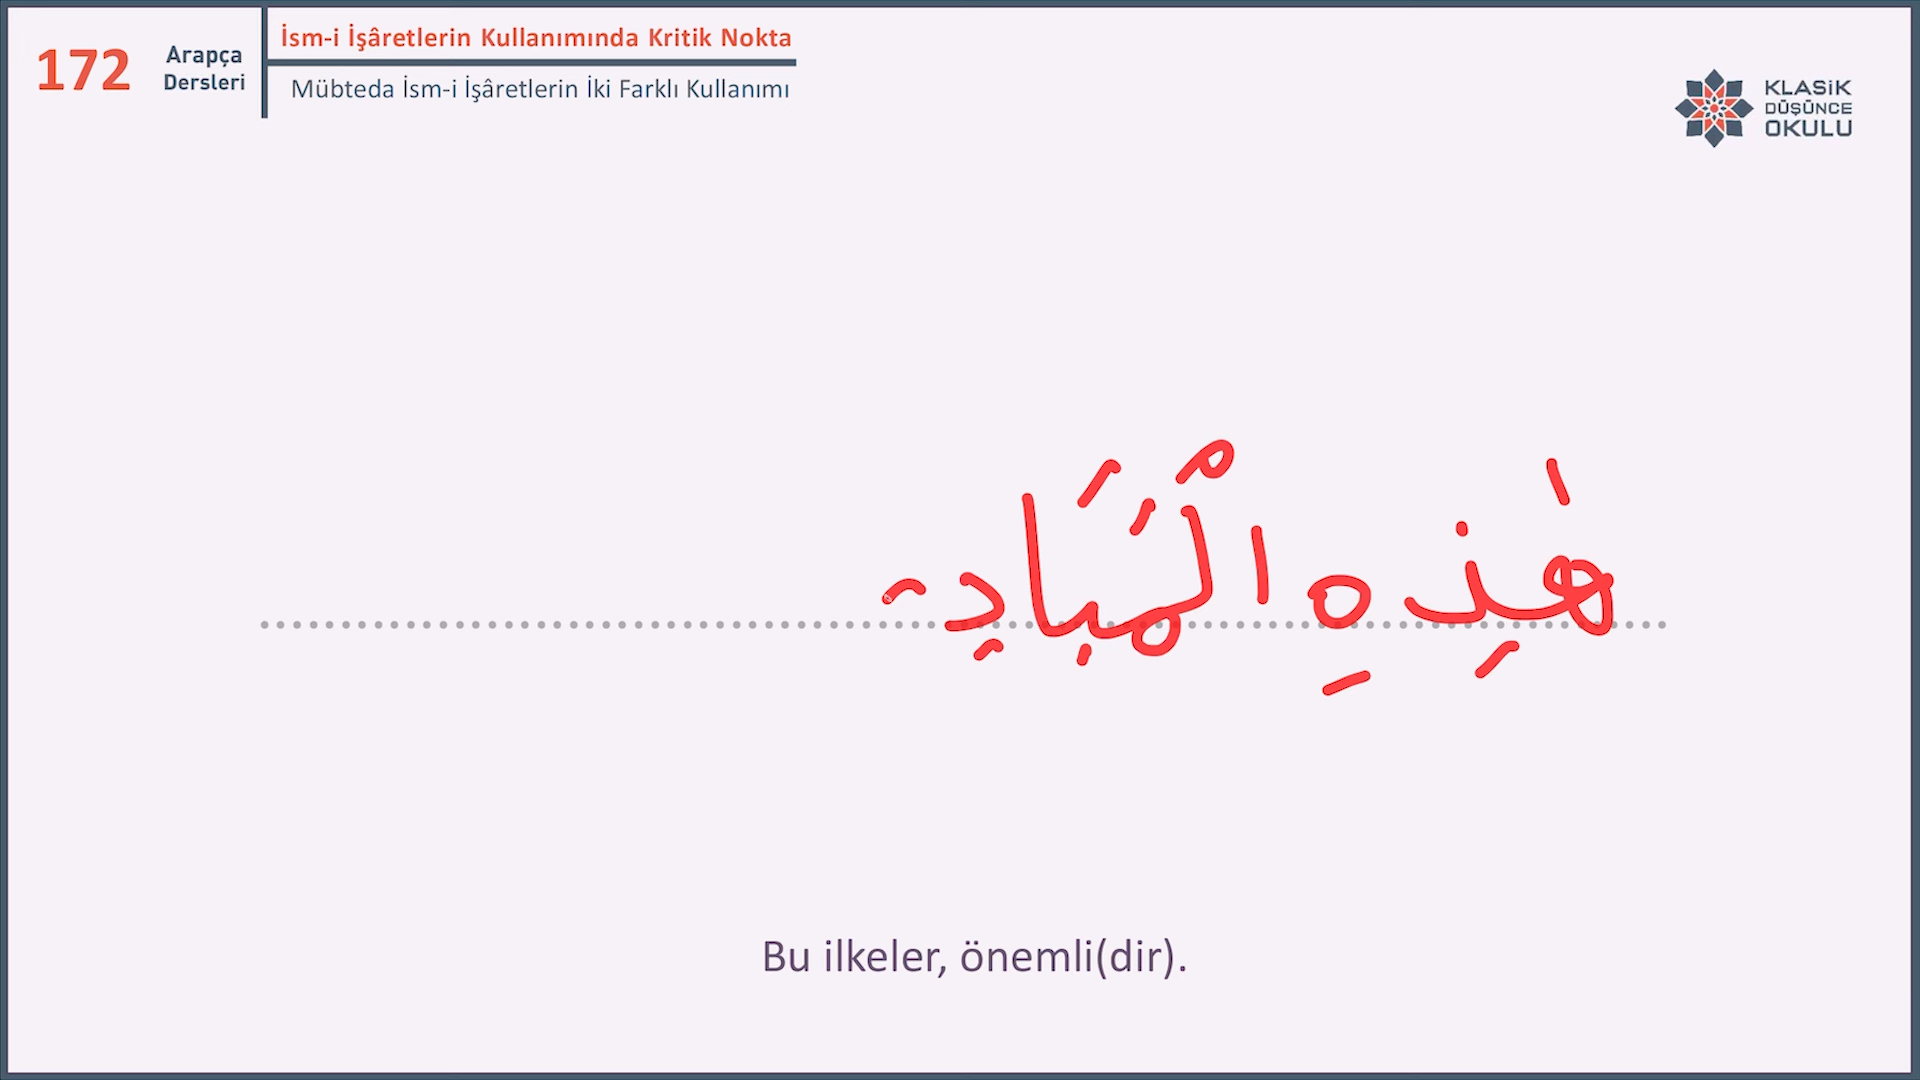 172
Arapça
Dersleri
İsm-i İşâretlerin Kullanımında Kritik Nokta
Mübteda İsm-i İşâretlerin İki Farklı Kullanımı
KLASİK
DÜŞÜNCE
OKULU
هٰذِهِ الْمَبَادِ
Bu ilkeler, önemli(dir).